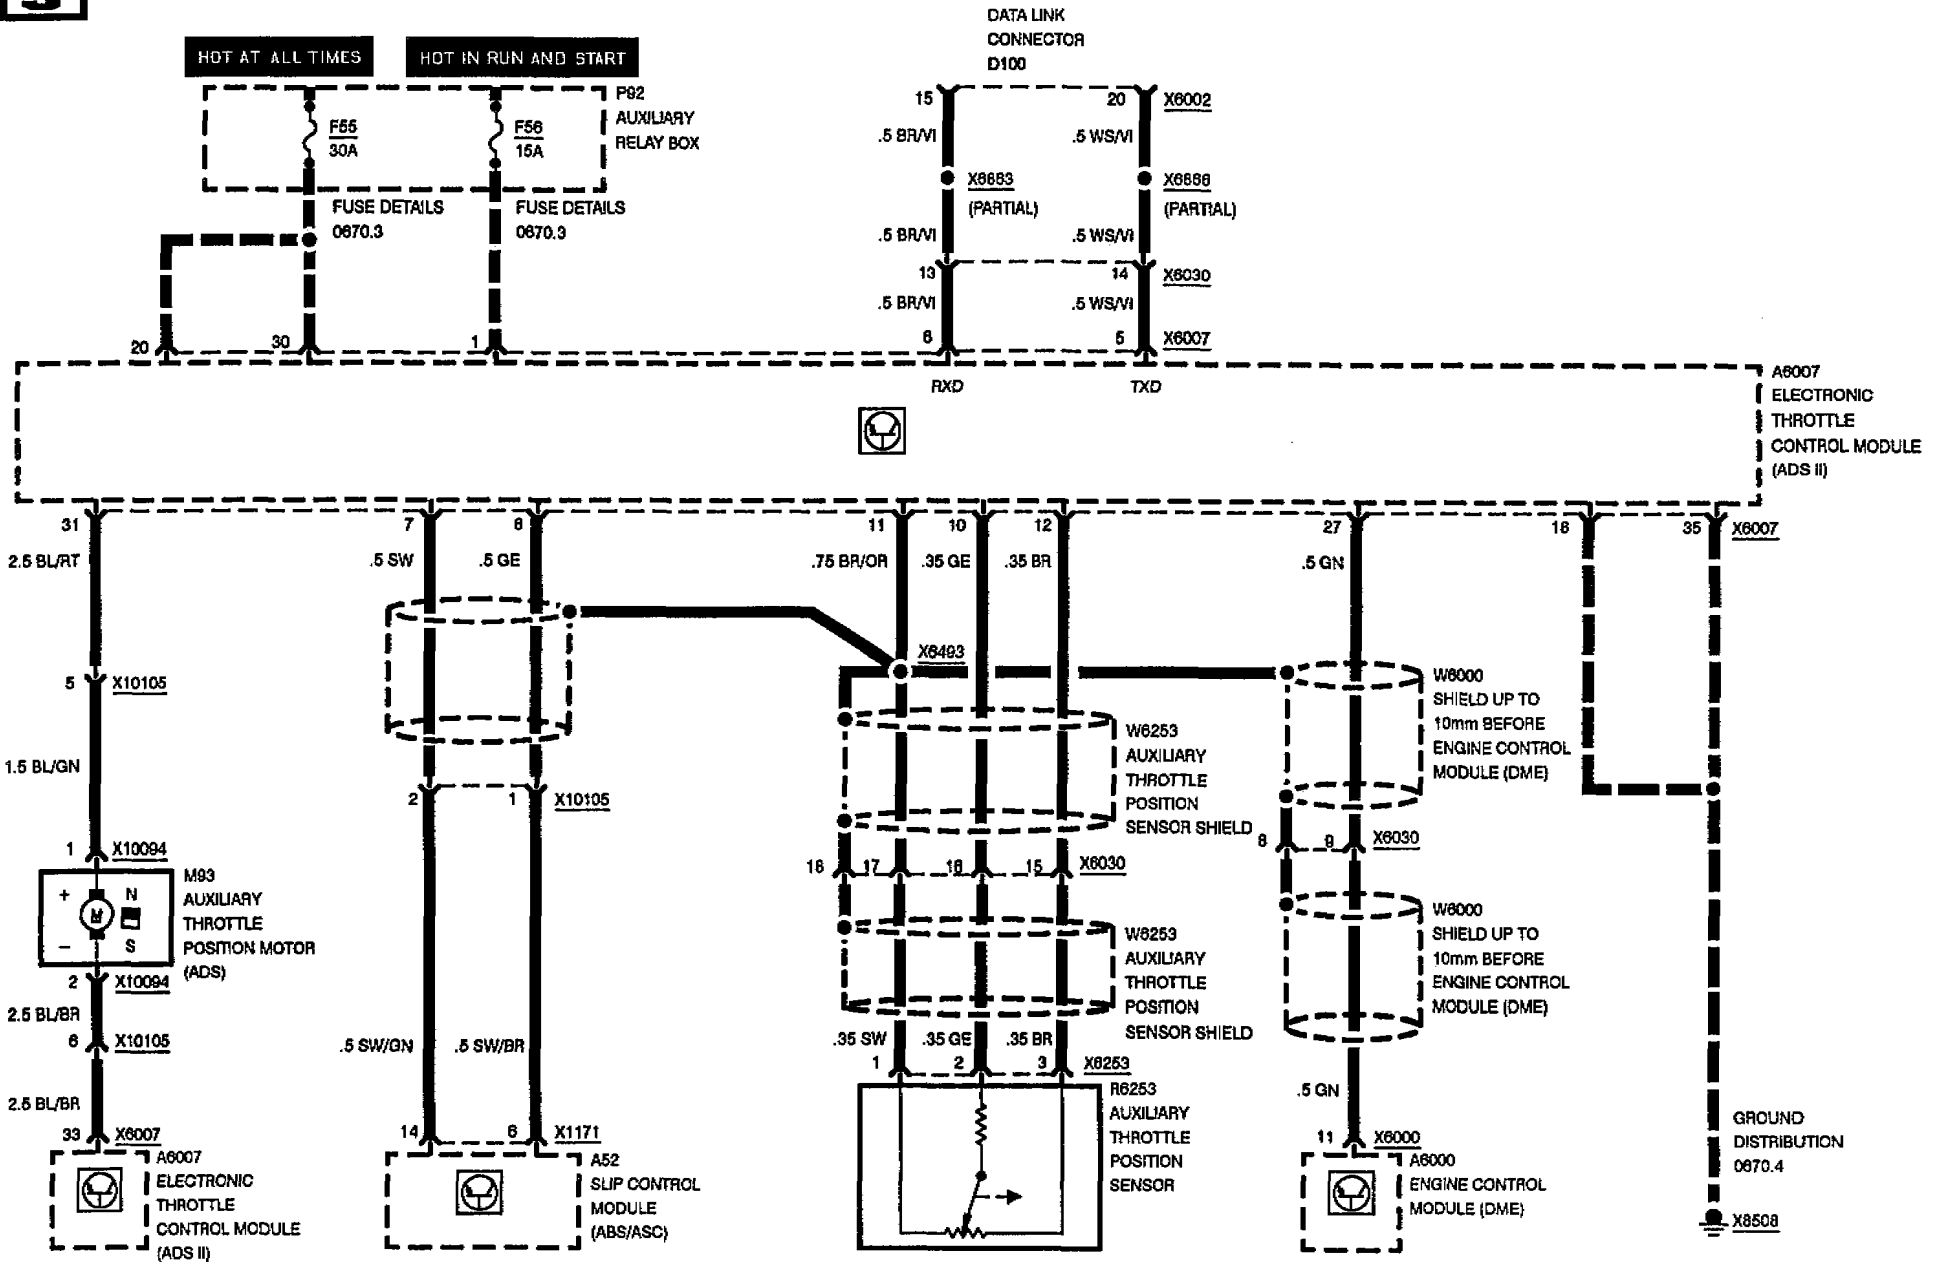 HOT AT ALL TIMES
HOT IN RUN AND START
P92
AUXILIARY
RELAY BOX
F55
30A
F56
15A
FUSE DETAILS
0670.3
FUSE DETAILS
0670.3
DATA LINK
CONNECTOR
D100
15
20
X6002
.5 BR/VI
.5 WS/VI
(PARTIAL)
(PARTIAL)
.5 BR/VI
.5 WS/VI
13
14
X6030
.5 BR/VI
.5 WS/VI
20
30
1
6
5
X6007
RXD
TXD
A6007
ELECTRONIC
THROTTLE
CONTROL MODULE
(ADS II)
31
7
8
11
10
12
27
18
35
X6007
2.5 BL/RT
.5 SW
.5 GE
.75 BR/OR
.35 GE
.35 BR
.5 GN
X6493
5
X10105
1.5 BL/GN
2
1
X10105
W6253
AUXILIARY
THROTTLE
POSITION
SENSOR SHIELD
W6000
SHIELD UP TO
10mm BEFORE
ENGINE CONTROL
MODULE (DME)
1
X10094
18
17
16
15
X6030
8
9
X6030
M93
AUXILIARY
THROTTLE
POSITION MOTOR
(ADS)
+
N
M
–
S
2
X10094
W6253
AUXILIARY
THROTTLE
POSITION
SENSOR SHIELD
W6000
SHIELD UP TO
10mm BEFORE
ENGINE CONTROL
MODULE (DME)
2.5 BL/BR
6
X10105
.5 SW/GN
.5 SW/BR
.35 SW
.35 GE
.35 BR
1
2
3
X6253
2.5 BL/BR
.5 GN
R6253
AUXILIARY
THROTTLE
POSITION
SENSOR
33
X6007
14
6
X1171
11
X6000
A6007
ELECTRONIC
THROTTLE
CONTROL MODULE
(ADS II)
A52
SLIP CONTROL
MODULE
(ABS/ASC)
A6000
ENGINE CONTROL
MODULE (DME)
GROUND
DISTRIBUTION
0670.4
X8508